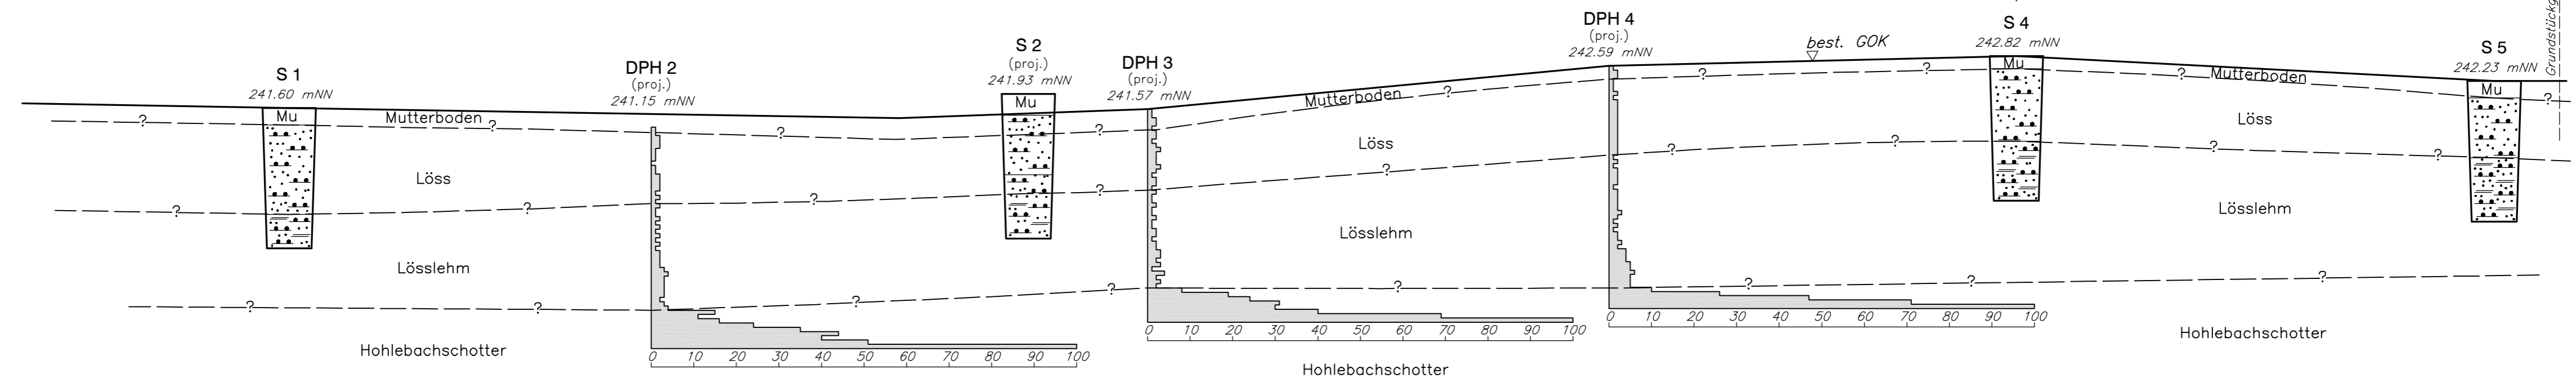 S 1
241.60 mNN
Mu
DPH 2
(proj.)
241.15 mNN
S 2
(proj.)
241.93 mNN
Mu
DPH 3
(proj.)
241.57 mNN
DPH 4
(proj.)
242.59 mNN
best. GOK
S 4
242.82 mNN
Mu
S 5
242.23 mNN
Mu
Mutterboden
? ? ? ? ? ? ? ? ?
Mutterboden
Mutterboden
Löss
Löss
Löss
? ? ? ? ? ? ? ? ?
Lösslehm
Lösslehm
Lösslehm
? ? ? ? ? ? ? ?
Hohlebachschotter
0 10 20 30 40 50 60 70 80 90 100
0 10 20 30 40 50 60 70 80 90 100
Hohlebachschotter
0 10 20 30 40 50 60 70 80 90 100
Hohlebachschotter